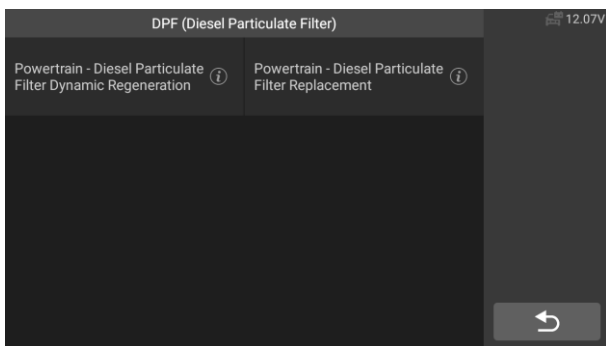 DPF (Diesel Particulate Filter)
12.07V
Powertrain - Diesel Particulate
Filter Dynamic Regeneration
Powertrain - Diesel Particulate
Filter Replacement